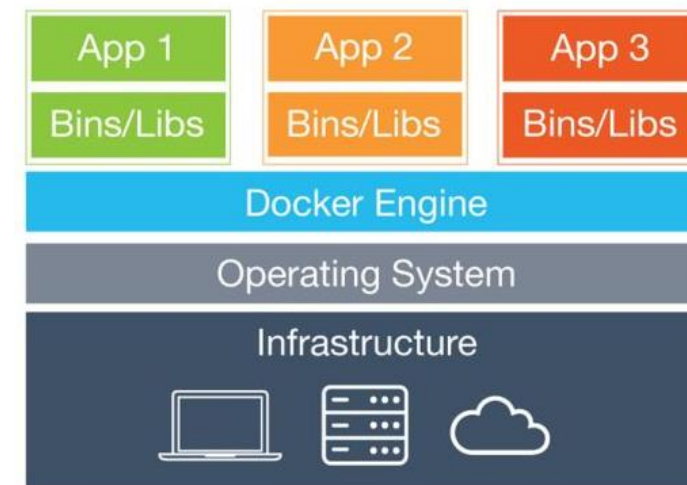 App 1 App 2 App 3
Bins/Libs Bins/Libs Bins/Libs
Docker Engine
Operating System
Infrastructure